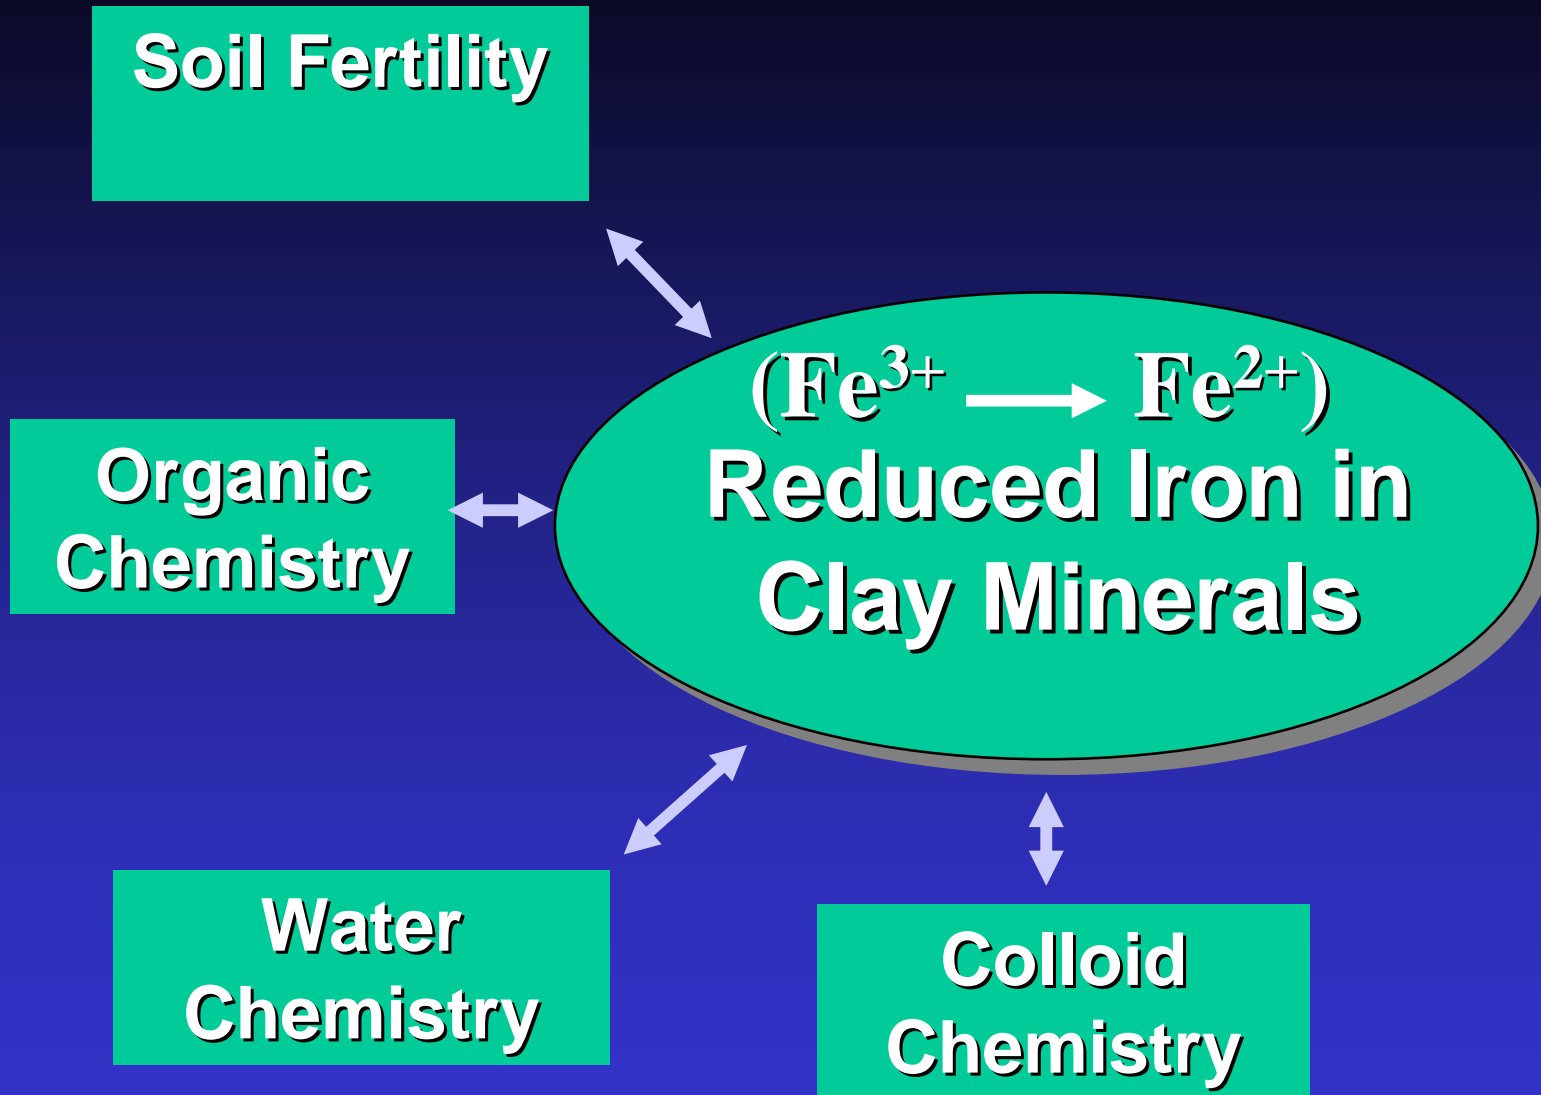 Soil Fertility
(Fe³⁺ → Fe²⁺)
Reduced Iron in
Clay Minerals
Organic
Chemistry
Water
Chemistry
Colloid
Chemistry